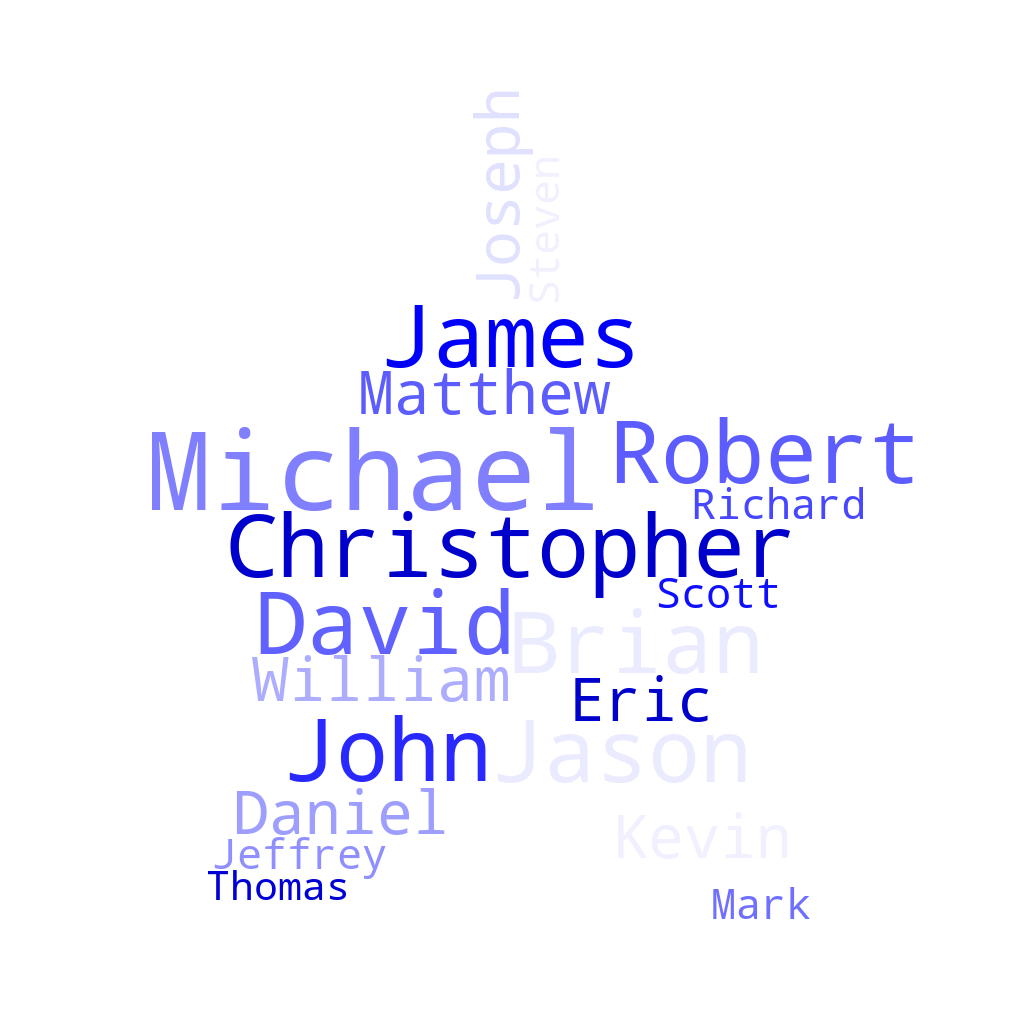 Joseph
Steven
James
Matthew
Michael
Robert
Richard
Christopher
Scott
David
Brian
William
Eric
John
Jason
Daniel
Kevin
Jeffrey
Thomas
Mark